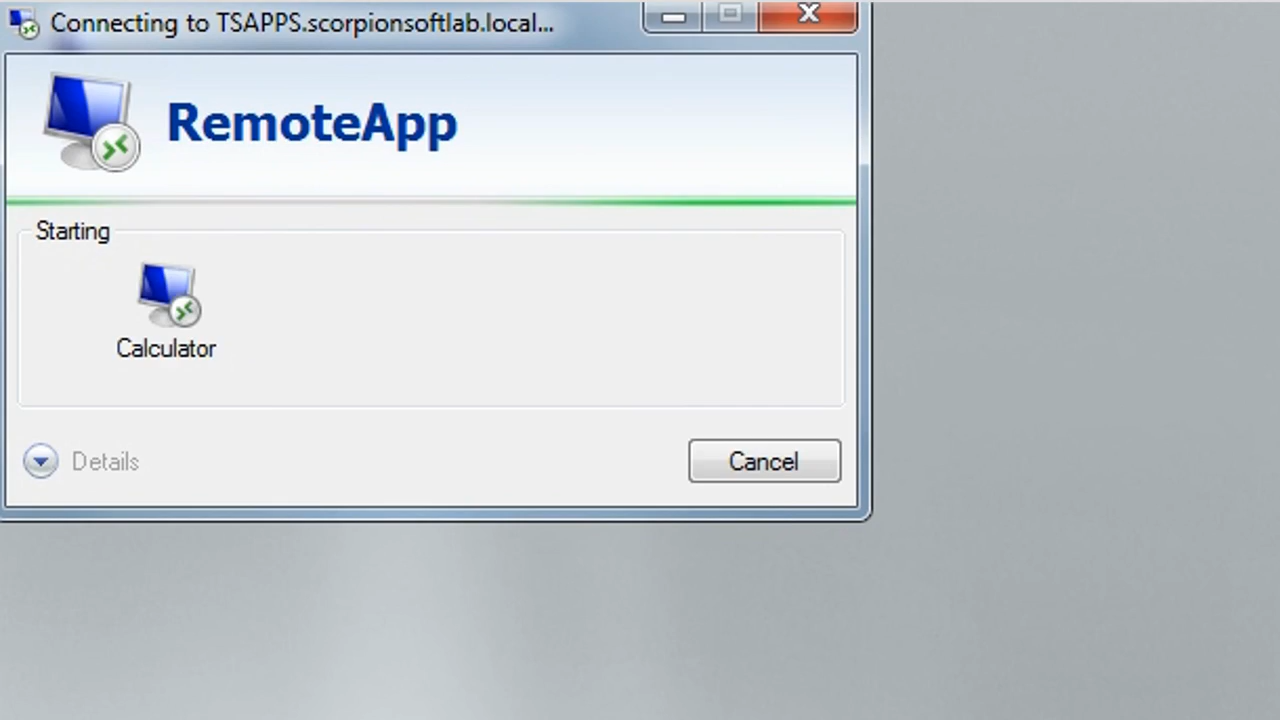 Connecting to TSAPPS.scorpionsoftlab.local...
RemoteApp
Starting
Calculator
Details
Cancel